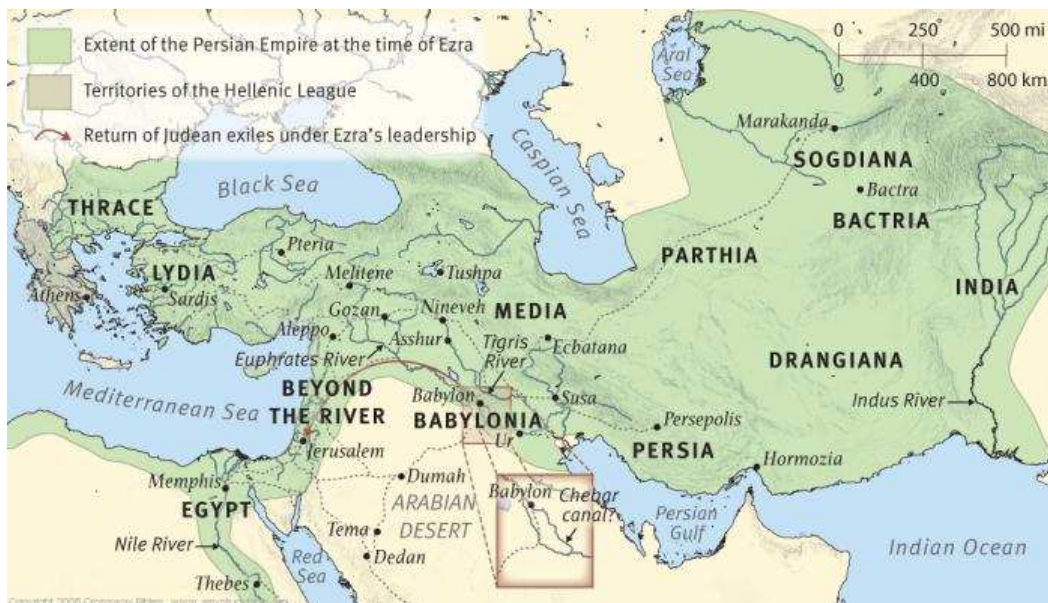 Extent of the Persian Empire at the time of Ezra
Territories of the Hellenic League
Return of Judean exiles under Ezra's leadership
0 250 500 mi
0 400 800 km
Aral
Sea
Marakanda
SOGDIANA
Bactra
BACTRIA
Caspian Sea
Black Sea
THRACE
Pteria
PARTHIA
LYDIA
Sardis
Athens
Melitene
Tushpa
INDIA
Gozan
Nineveh
MEDIA
Aleppo
Asshur
Tigris
River
Ecbatana
Euphrates River
DRANGIANA
Mediterranean Sea
BEYOND
THE RIVER
Babylon
BABYLONIA
Susa
Indus River
Persepolis
Ur
PERSIA
Jerusalem
Hormozia
Memphis
Dumah
EGYPT
ARABIAN
DESERT
Babylon
Chebar
canal?
Persian
Gulf
Tema
Nile River
Dedan
Red
Sea
Indian Ocean
Thebes